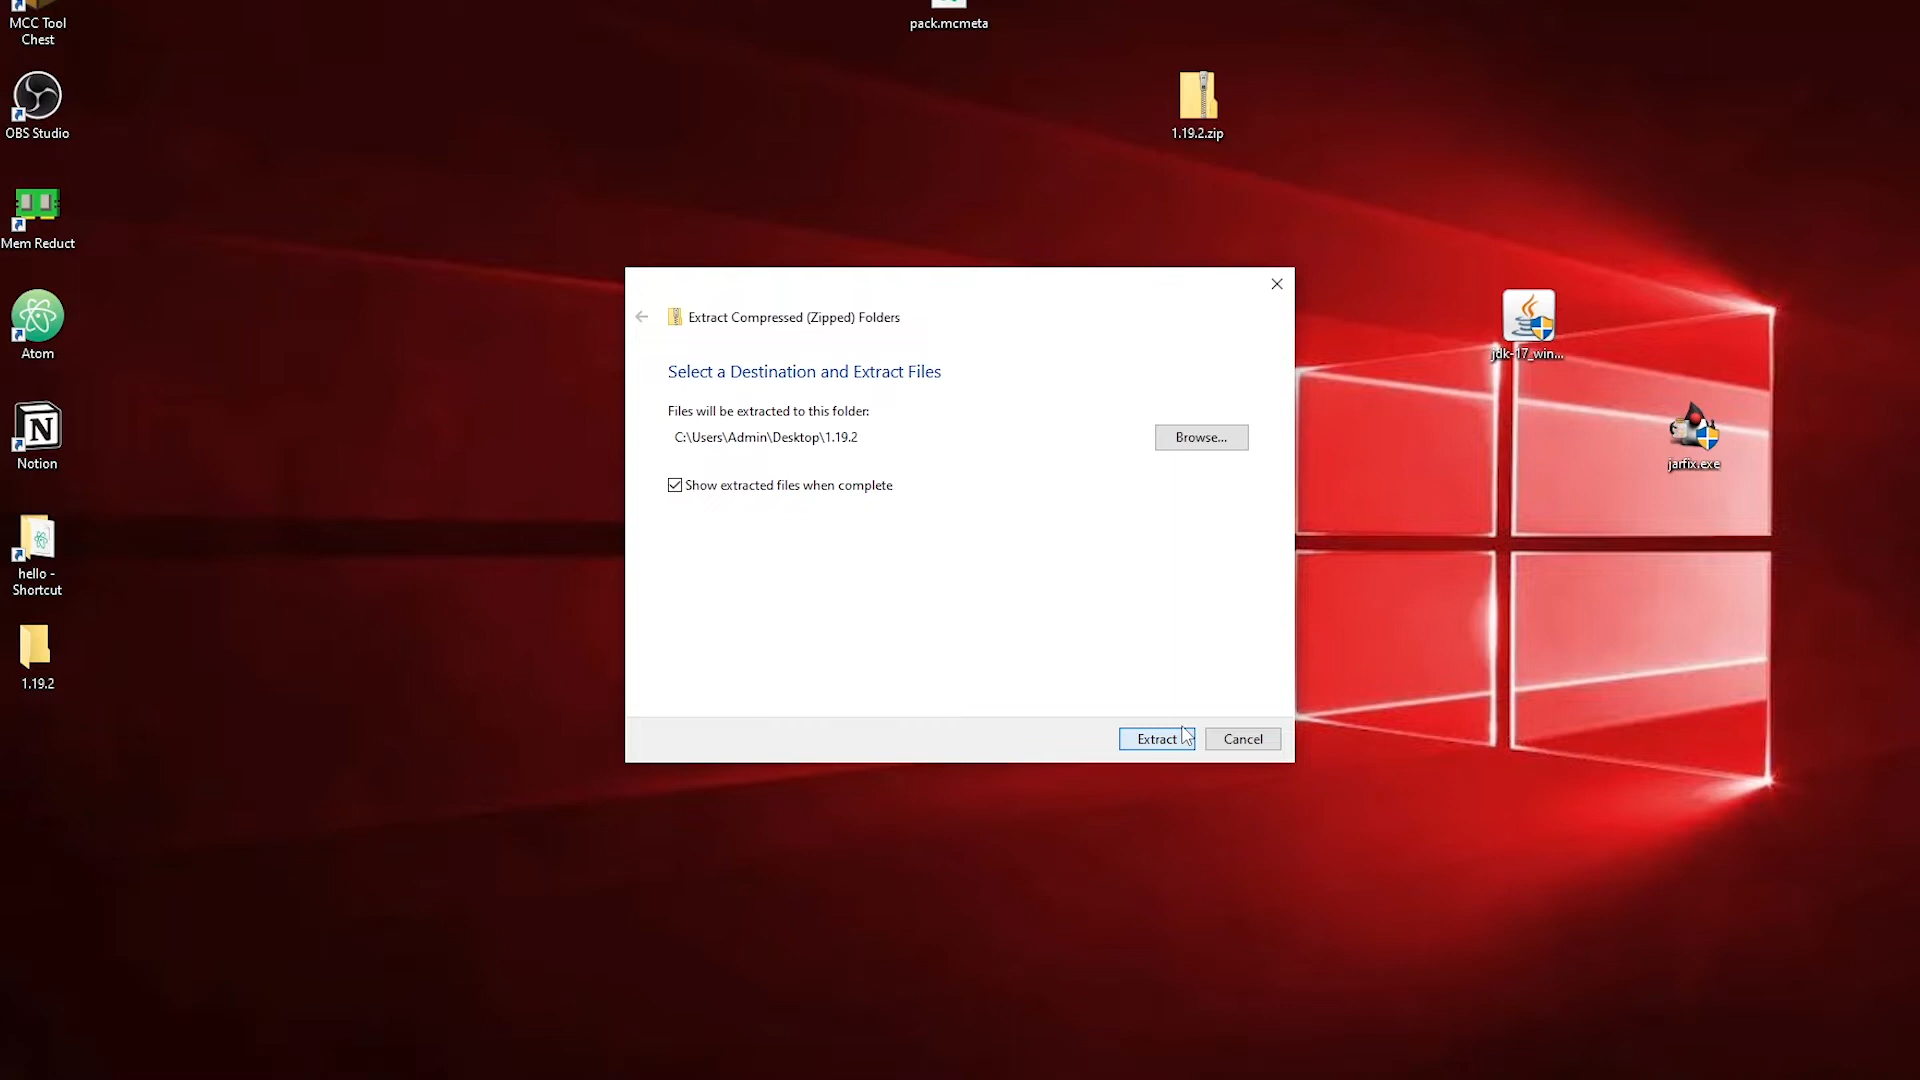 MCC Tool
Chest
pack.mcmeta
OBS Studio
1.19.2.zip
Mem Reduct
Atom
Notion
hello -
Shortcut
1.19.2
Extract Compressed (Zipped) Folders
Select a Destination and Extract Files
Files will be extracted to this folder:
C:\Users\Admin\Desktop\1.19.2
Browse...
Show extracted files when complete
Extract
Cancel
jdk-17_win...
jarfix.exe